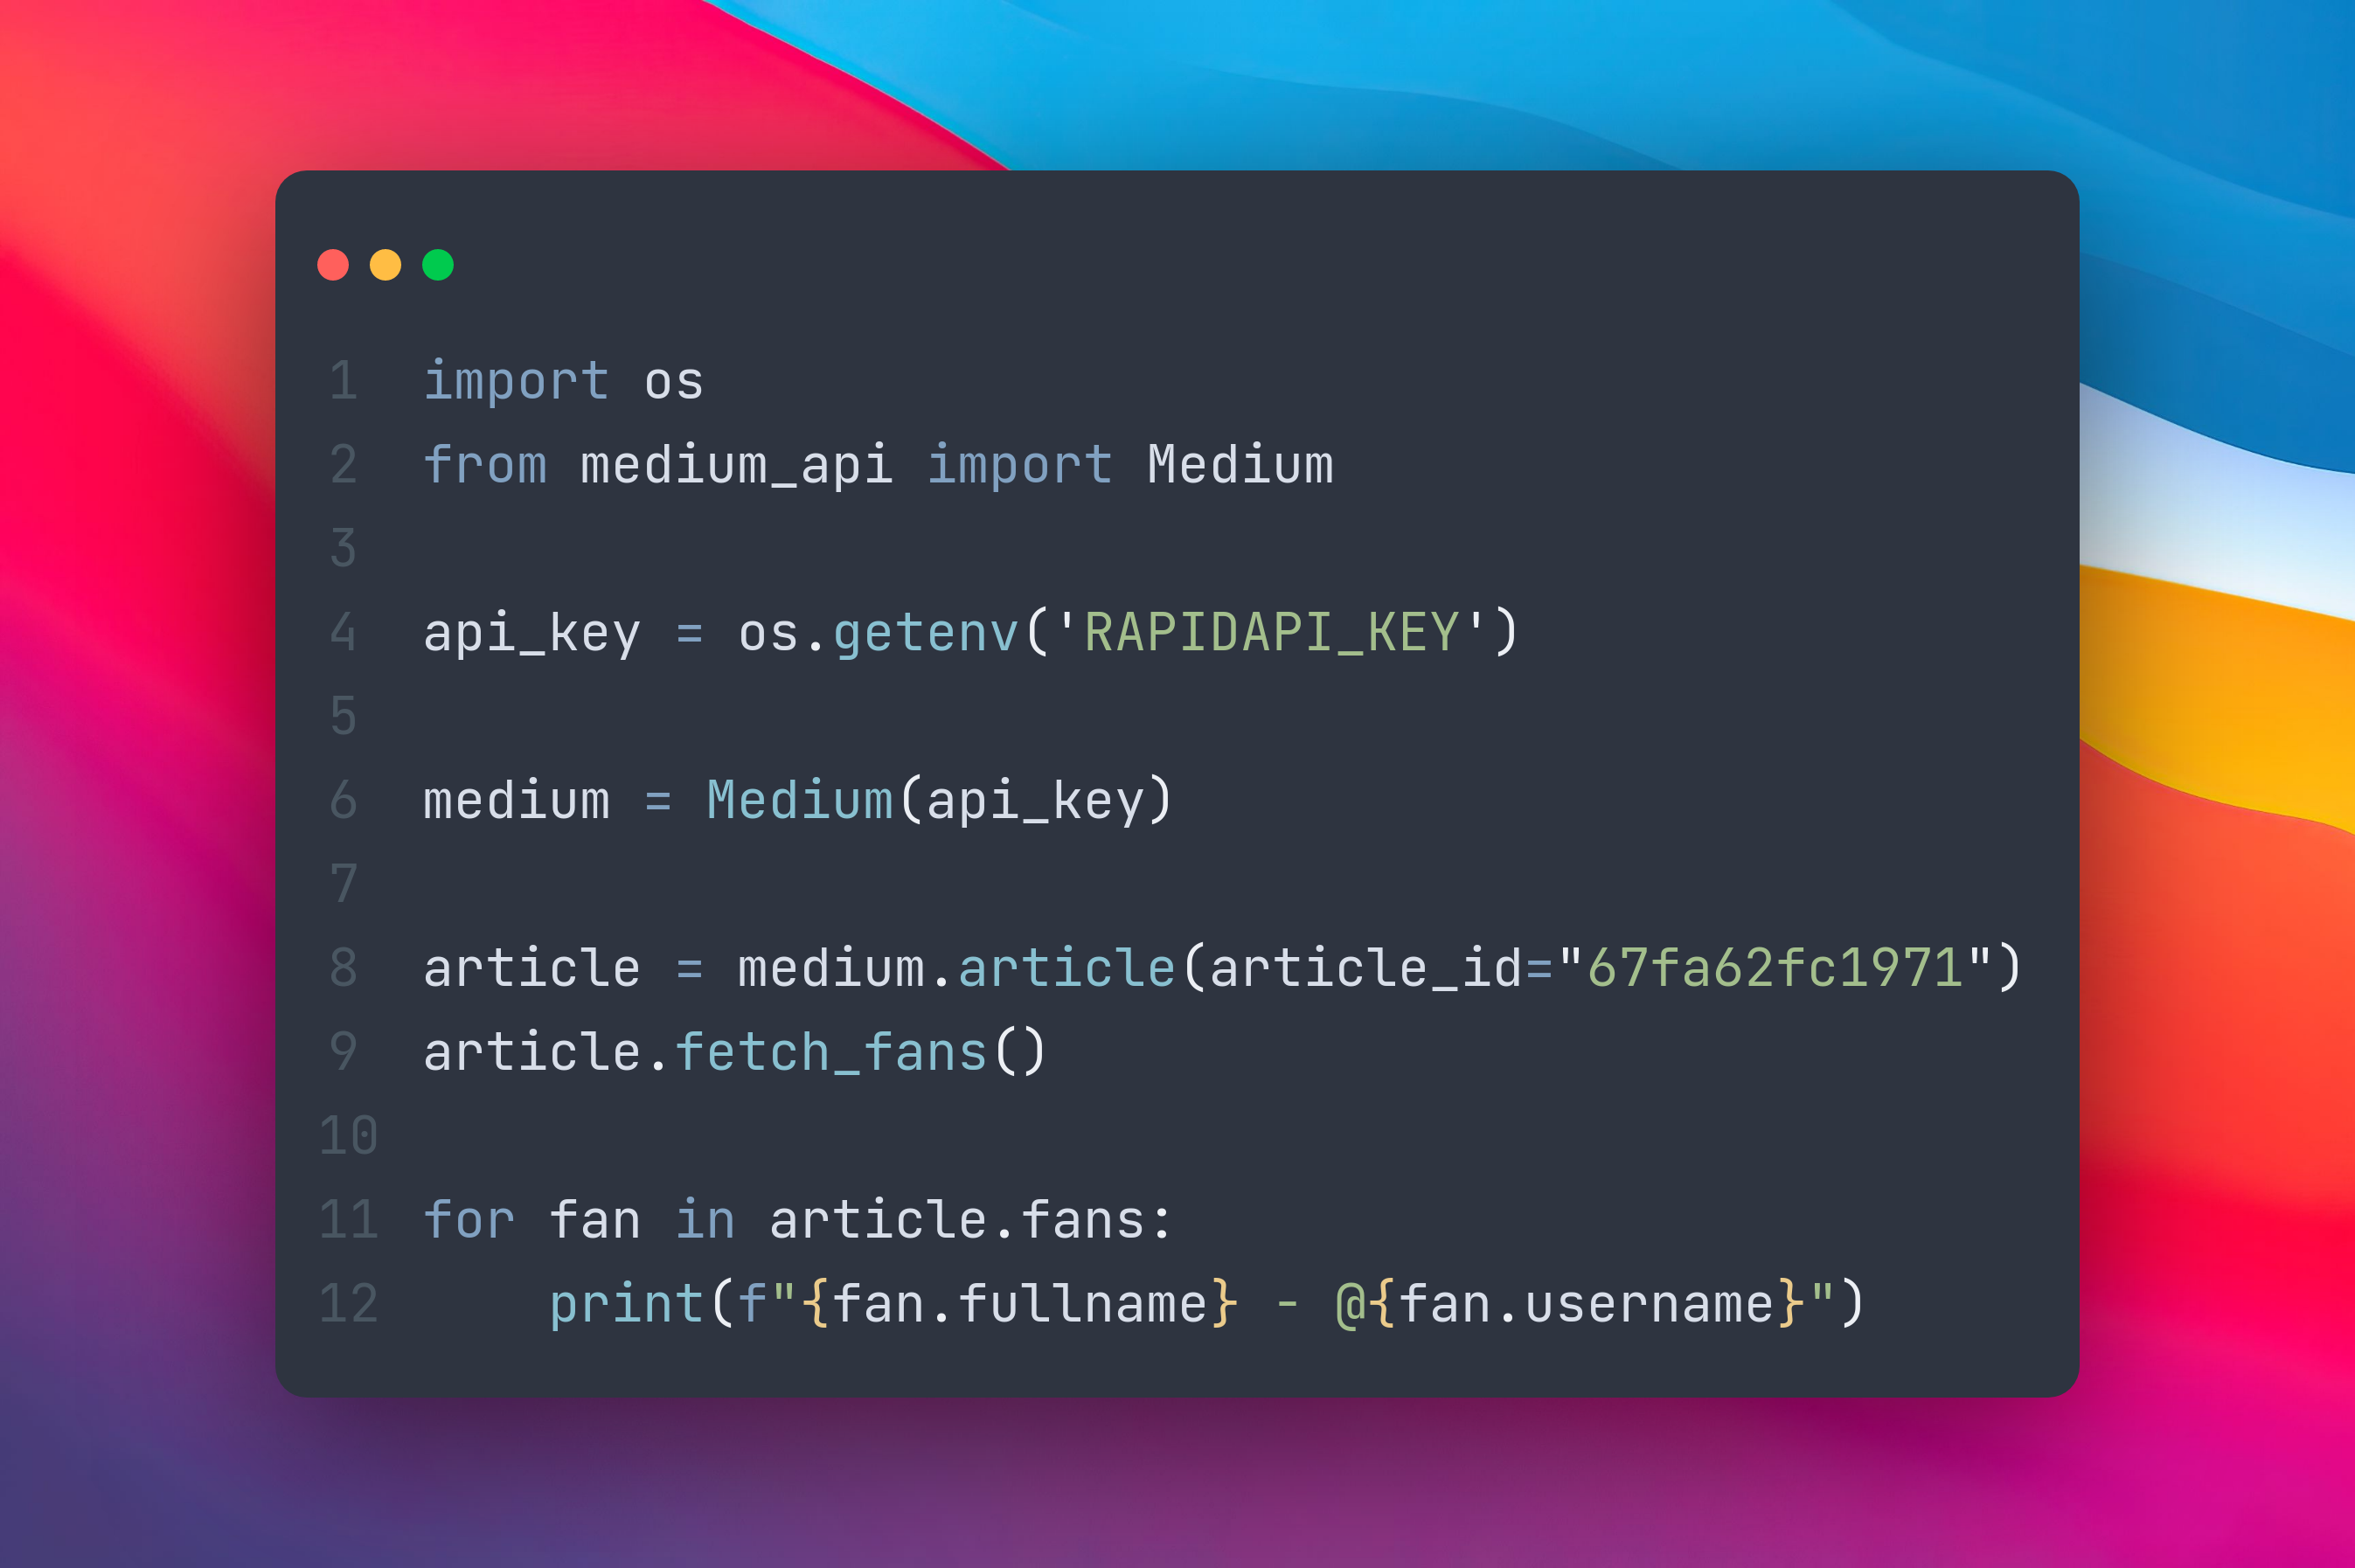 1 import os
2 from medium_api import Medium
3
4 api_key = os.getenv('RAPIDAPI_KEY')
5
6 medium = Medium(api_key)
7
8 article = medium.article(article_id="67fa62fc1971")
9 article.fetch_fans()
10
11 for fan in article.fans:
12     print(f"{fan.fullname} - @{fan.username}")